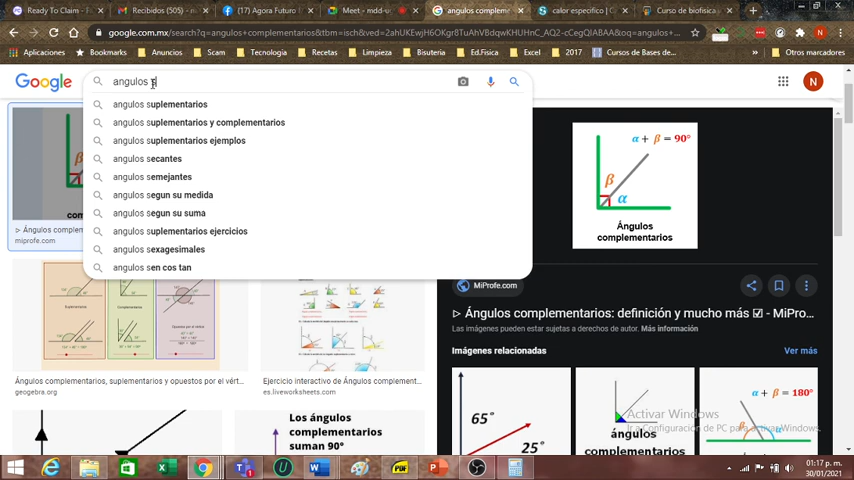 Ready To Claim -
Recibidos (505) -
(17) Agora Futuro
Meet - mdd-u
angulos compleme
calor especifico
Curso de biofisica
google.com.mx/search?q=angulos+complementarios&tbm=isch&ved=2ahUKEwjH6OKgr8TuAhVBdqwKHUHnC_AQ2-cCegQIABAA&oq=angulos+...
Aplicaciones
Bookmarks
Anuncios
Scam
Tecnologia
Recetas
Limpieza
Bisuteria
Ed.Fisica
Excel
2017
Cursos de Bases de...
Otros marcadores
Google
angulos s
N
angulos suplementarios
angulos suplementarios y complementarios
angulos suplementarios ejemplos
angulos secantes
angulos semejantes
angulos segun su medida
angulos segun su suma
angulos suplementarios ejercicios
angulos sexagesimales
angulos sen cos tan
β
com
▷ Ángulos complem
miprofe.com
α + β = 90°
β
α
Ángulos
complementarios
MiProfe.com
▷ Ángulos complementarios: definición y mucho más ☑ - MiProfe...
Las imágenes pueden estar sujetas a derechos de autor. Más información
Imágenes relacionadas
Ver más
Ángulos complementarios, suplementarios y opuestos por el vért...
geogebra.org
Ejercicio interactivo de Ángulos complement...
es.liveworksheets.com
Los ángulos
complementarios
suman 90°
65°
25°
ángulos
complementarios
α + β = 180°
β
α
Activar Windows
Ir a Configuración de PC para activar Windows.
01:17 p. m.
30/01/2021